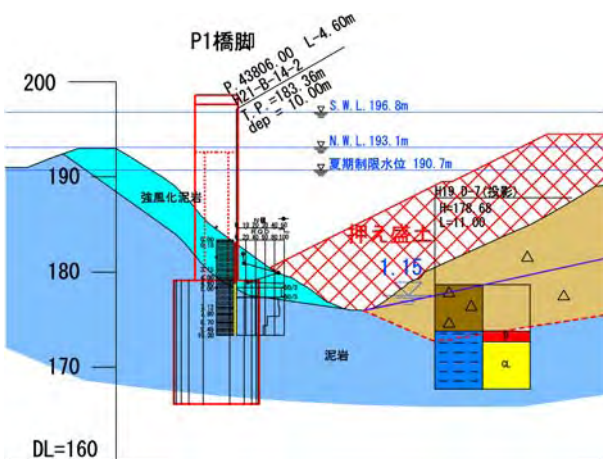 P1橋脚
P.43806.00 L-4.60m
H21-B-14-2
T.P.=183.36m
dep = 10.00m
200
S.W.L.196.8m
N.W.L.193.1m
夏期制限水位 190.7m
190
強風化泥岩
H19.D-7(投影)
H=178.68
L=11.00
押え盛土
1.15
180
泥岩
170
α
DL=160